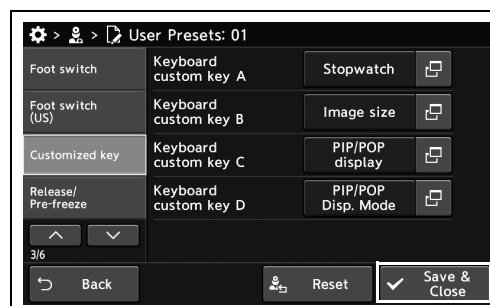 > > User Presets: 01
Foot switch
Keyboard
custom key A
Stopwatch
Foot switch
(US)
Keyboard
custom key B
Image size
Customized key
Keyboard
custom key C
PIP/POP
display
Release/
Pre-freeze
Keyboard
custom key D
PIP/POP
Disp. Mode
3/6
Back
Reset
Save &
Close